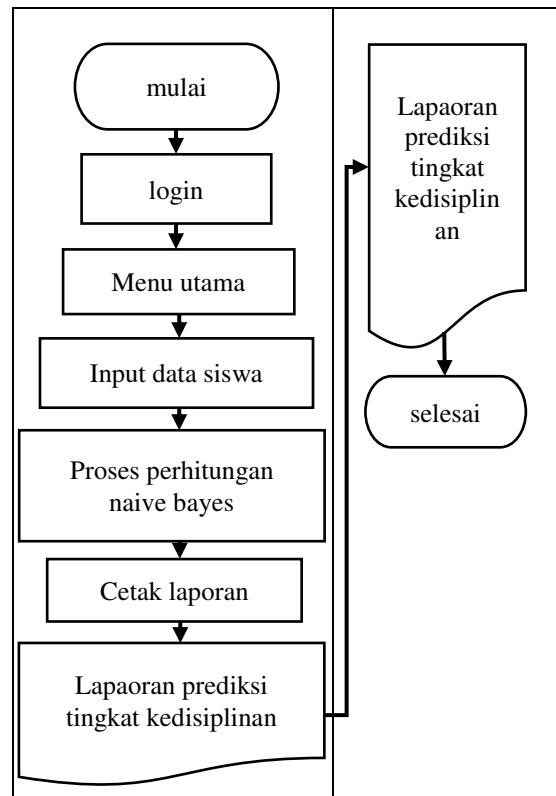 mulai
login
Menu utama
Input data siswa
Proses perhitungan
naive bayes
Cetak laporan
Lapaoran prediksi
tingkat kedisiplinan
Lapaoran
prediksi
tingkat
kedisiplin
an
selesai